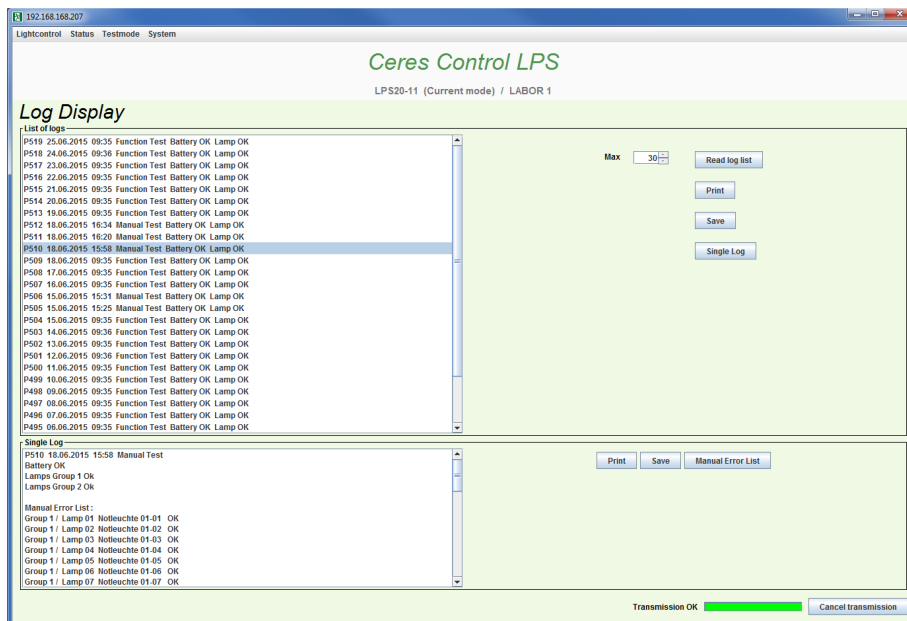 192.168.168.207
Lightcontrol Status Testmode System
Ceres Control LPS
LPS20-11 (Current mode) / LABOR 1
Log Display
List of logs
P519 25.06.2015 09:35 Function Test Battery OK Lamp OK
P518 24.06.2015 09:36 Function Test Battery OK Lamp OK
P517 23.06.2015 09:35 Function Test Battery OK Lamp OK
P516 22.06.2015 09:35 Function Test Battery OK Lamp OK
P515 21.06.2015 09:35 Function Test Battery OK Lamp OK
P514 20.06.2015 09:35 Function Test Battery OK Lamp OK
P513 19.06.2015 09:35 Function Test Battery OK Lamp OK
P512 18.06.2015 16:34 Manual Test Battery OK Lamp OK
P511 18.06.2015 16:20 Manual Test Battery OK Lamp OK
P510 18.06.2015 15:58 Manual Test Battery OK Lamp OK
P509 18.06.2015 09:35 Function Test Battery OK Lamp OK
P508 17.06.2015 09:35 Function Test Battery OK Lamp OK
P507 16.06.2015 09:35 Function Test Battery OK Lamp OK
P506 15.06.2015 15:31 Manual Test Battery OK Lamp OK
P505 15.06.2015 15:25 Manual Test Battery OK Lamp OK
P504 15.06.2015 09:35 Function Test Battery OK Lamp OK
P503 14.06.2015 09:36 Function Test Battery OK Lamp OK
P502 13.06.2015 09:35 Function Test Battery OK Lamp OK
P501 12.06.2015 09:36 Function Test Battery OK Lamp OK
P500 11.06.2015 09:35 Function Test Battery OK Lamp OK
P499 10.06.2015 09:35 Function Test Battery OK Lamp OK
P498 09.06.2015 09:35 Function Test Battery OK Lamp OK
P497 08.06.2015 09:35 Function Test Battery OK Lamp OK
P496 07.06.2015 09:35 Function Test Battery OK Lamp OK
P495 06.06.2015 09:35 Function Test Battery OK Lamp OK
Max 30
Read log list
Print
Save
Single Log
Single Log
P510 18.06.2015 15:58 Manual Test
Battery OK
Lamps Group 1 Ok
Lamps Group 2 Ok
Manual Error List :
Group 1 / Lamp 01 Notleuchte 01-01 OK
Group 1 / Lamp 02 Notleuchte 01-02 OK
Group 1 / Lamp 03 Notleuchte 01-03 OK
Group 1 / Lamp 04 Notleuchte 01-04 OK
Group 1 / Lamp 05 Notleuchte 01-05 OK
Group 1 / Lamp 06 Notleuchte 01-06 OK
Group 1 / Lamp 07 Notleuchte 01-07 OK
Print Save Manual Error List
Transmission OK Cancel transmission